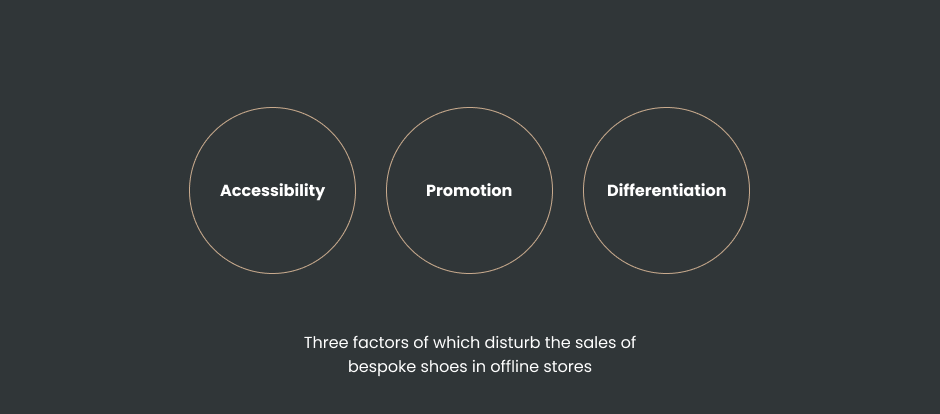 Accessibility
Promotion
Differentiation
Three factors of which disturb the sales of
bespoke shoes in offline stores